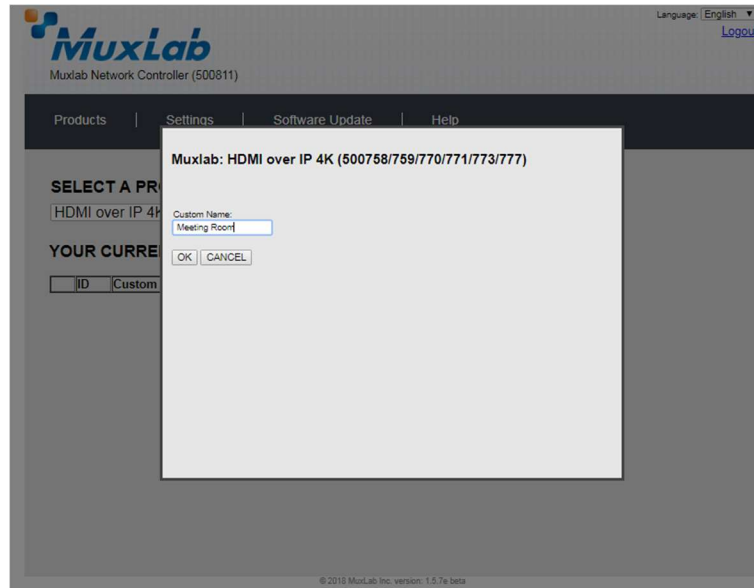 Language: English
Logou
MuxLab
Muxlab Network Controller (500811)
Products | Settings | Software Update | Help
Muxlab: HDMI over IP 4K (500758/759/770/771/773/777)
SELECT A PR
HDMI over IP 4K
Custom Name:
Meeting Room
YOUR CURRE
OK CANCEL
ID Custom
© 2018 MuxLab Inc. version: 1.5.7e beta